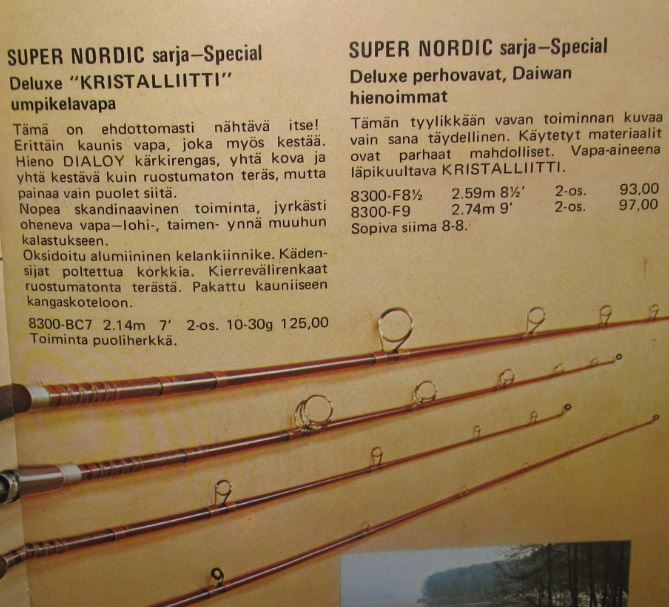 SUPER NORDIC sarja—Special
Deluxe "KRISTALLIITTI"
umpikelavapa
Tämä on ehdottomasti nähtävä itse!
Erittäin kaunis vapa, joka myös kestää.
Hieno DIALOY kärkirengas, yhtä kova ja
yhtä kestävä kuin ruostumaton teräs, mutta
painaa vain puolet siitä.
Nopea skandinaavinen toiminta, jyrkästi
oheneva vapa—lohi-, taimen- ynnä muuhun
kalastukseen.
Oksidoitu alumiininen kelankiinnike. Käden-
sijat poltettua korkkia. Kierrevälirenkaat
ruostumatonta terästä. Pakattu kauniiseen
kangaskoteloon.
8300-BC7 2.14m 7' 2-os. 10-30g 125,00
Toiminta puoliherkkä.
SUPER NORDIC sarja—Special
Deluxe perhovavat, Daiwan
hienoimmat
Tämän tyylikkään vavan toiminnan kuvaa
vain sana täydellinen. Käytetyt materiaalit
ovat parhaat mahdolliset. Vapa-aineena
läpikuultava KRISTALLIITTI.
8300-F8½ 2.59m 8½' 2-os. 93,00
8300-F9 2.74m 9' 2-os. 97,00
Sopiva siima 8-8.